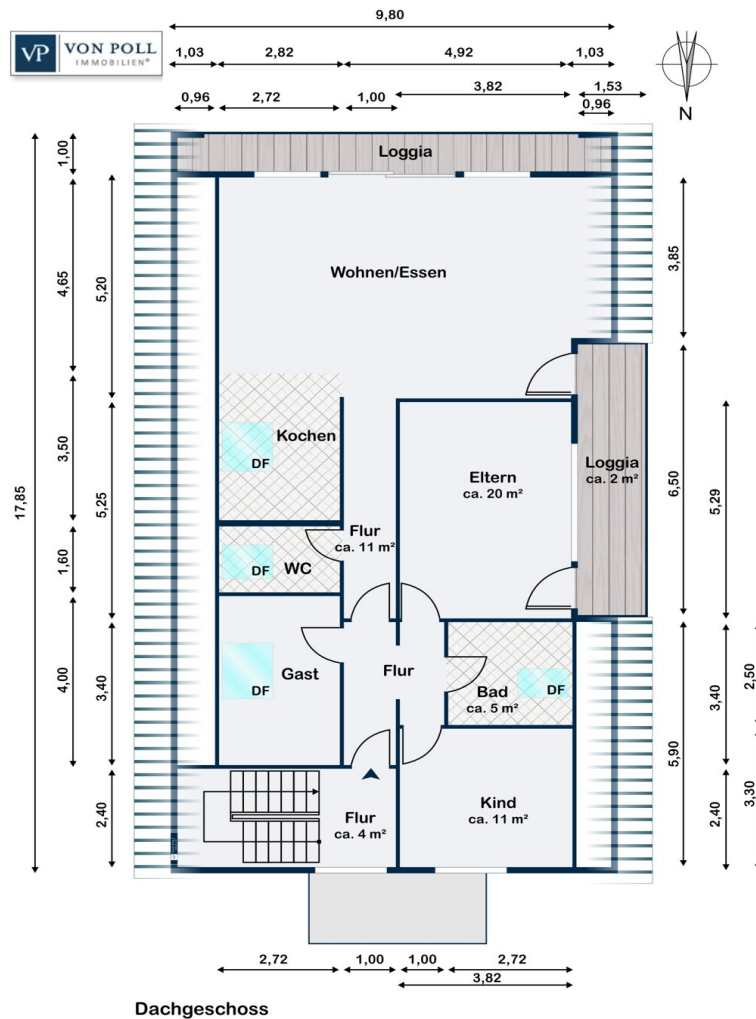 VP VON POLL
IMMOBILIEN®
9,80
1,03 2,82 4,92 1,03
3,82 1,53
0,96 2,72 1,00 0,96
N
1,00
Loggia
4,65
5,20
3,85
Wohnen/Essen
17,85
3,50
Kochen
DF
Eltern
ca. 20 m²
Loggia
ca. 2 m²
6,50
5,29
5,25
1,60
Flur
ca. 11 m²
WC
DF
4,00
3,40
Gast
DF
Flur
Bad
ca. 5 m²
DF
3,40
2,50
5,90
2,40
Flur
ca. 4 m²
Kind
ca. 11 m²
2,40
3,30
2,72 1,00 1,00 2,72
3,82
Dachgeschoss